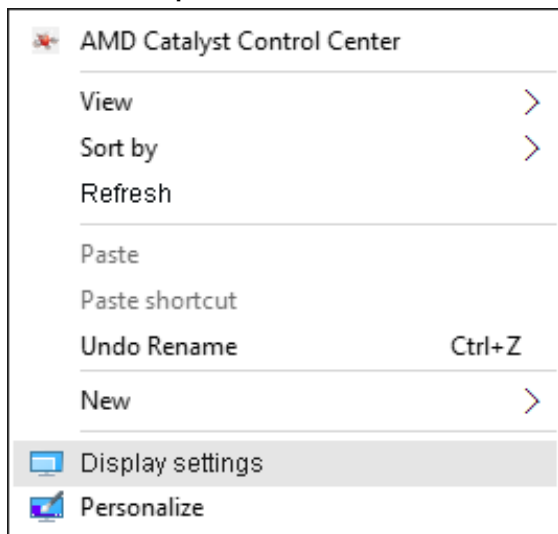 AMD Catalyst Control Center
View
Sort by
Refresh
Paste
Paste shortcut
Undo Rename Ctrl+Z
New
Display settings
Personalize